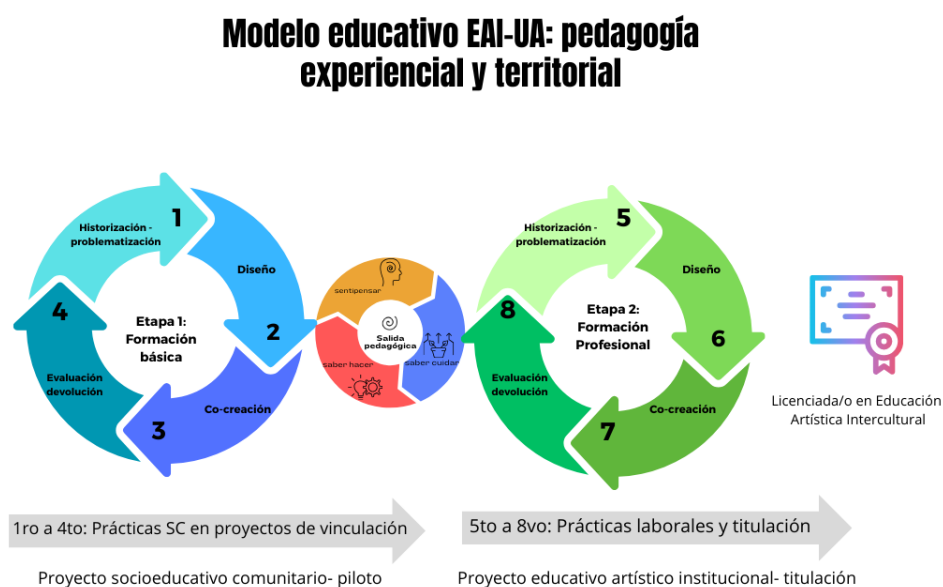 Modelo educativo EAI-UA: pedagogía
experiencial y territorial
1
Historización -
problematización
Diseño
2
Co-creación
3
Evaluación
devolución
4
Etapa 1:
Formación
básica
sentipensar
saber cuidar
saber hacer
Salida
pedagógica
5
Historización -
problematización
Diseño
6
Co-creación
7
Evaluación
devolución
8
Etapa 2:
Formación
Profesional
Licenciada/o en Educación
Artística Intercultural
1ro a 4to: Prácticas SC en proyectos de vinculación
5to a 8vo: Prácticas laborales y titulación
Proyecto socioeducativo comunitario- piloto
Proyecto educativo artístico institucional- titulación